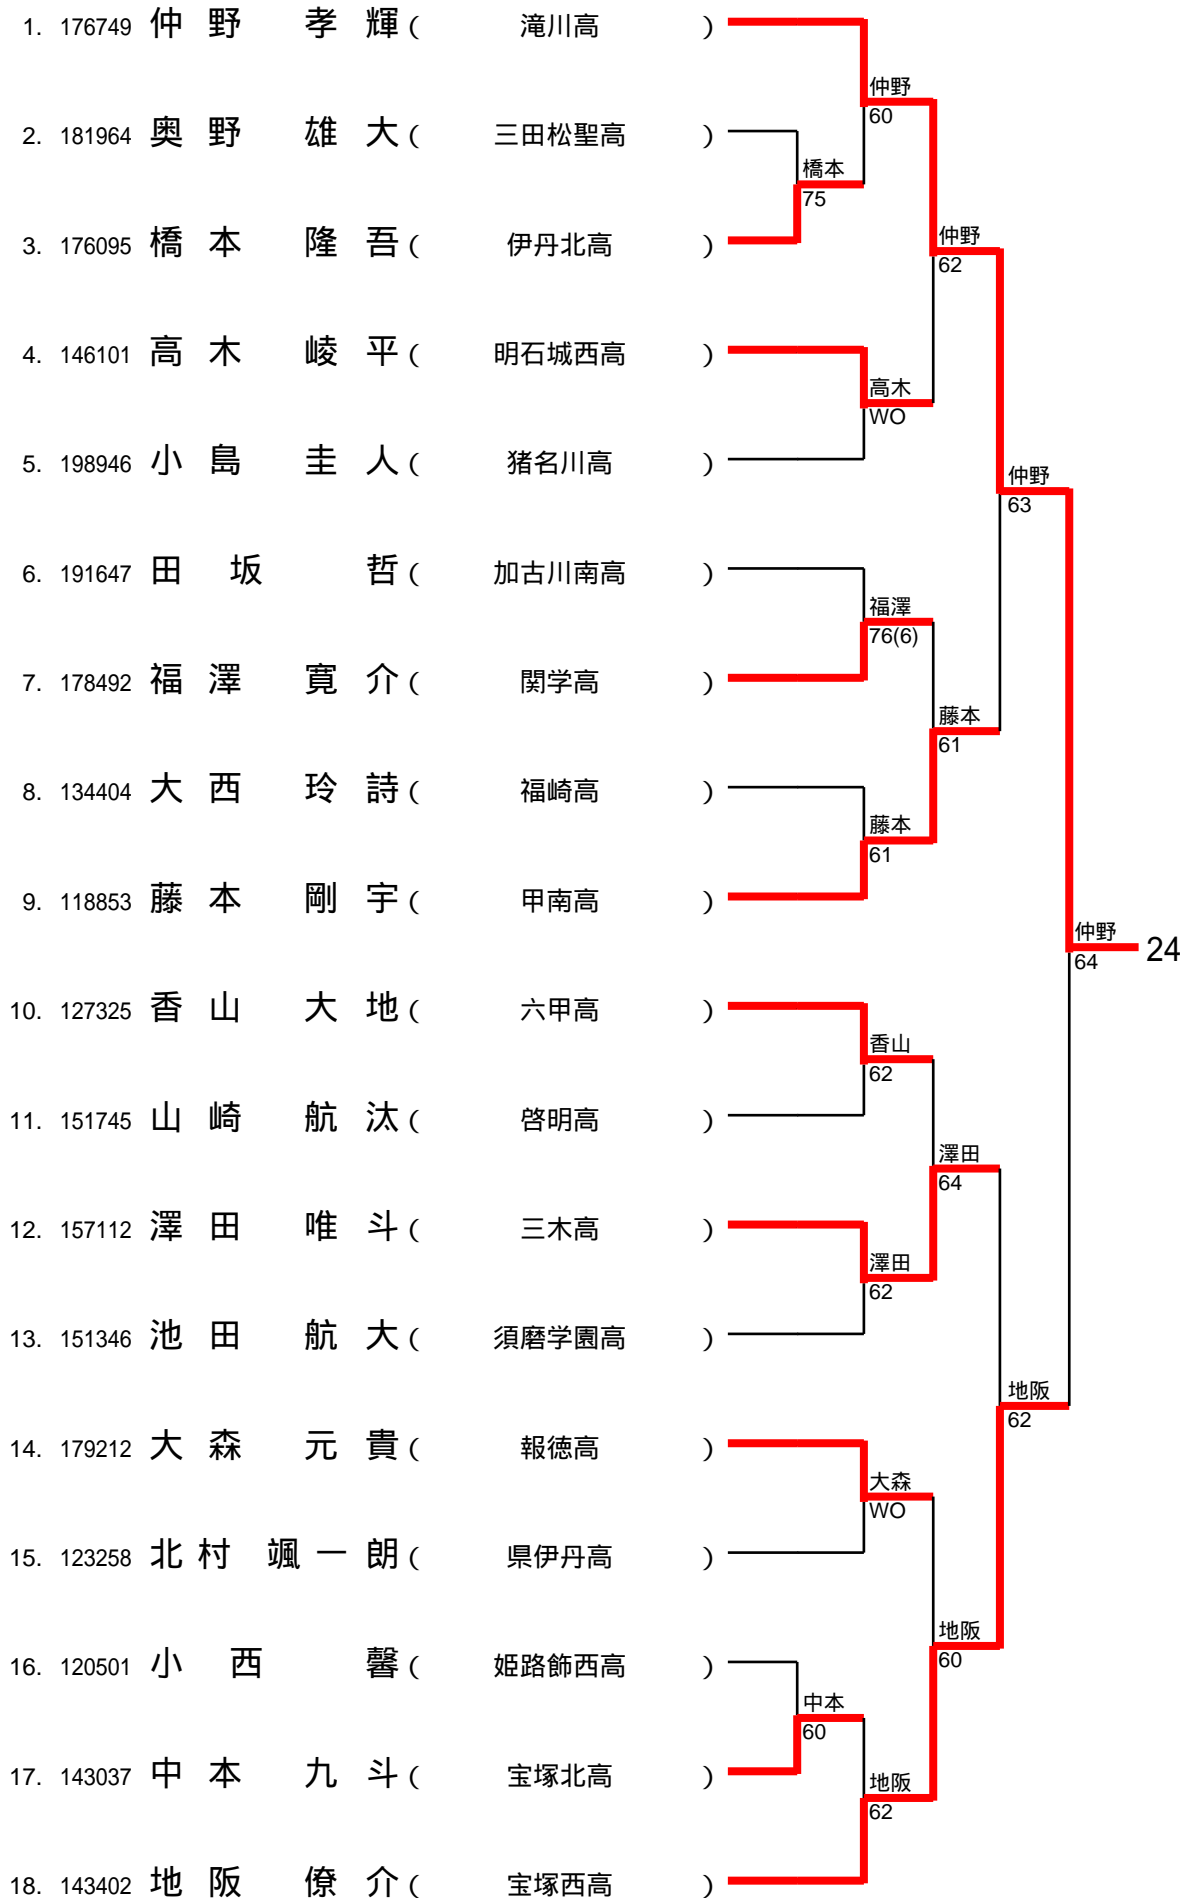 1. 176749 仲野 孝輝 ( 滝川高 )
仲野
60
2. 181964 奥野 雄大 ( 三田松聖高 )
橋本
75
3. 176095 橋本 隆吾 ( 伊丹北高 )
仲野
62
4. 146101 高木 崚平 ( 明石城西高 )
高木
WO
5. 198946 小島 圭人 ( 猪名川高 )
仲野
63
6. 191647 田坂 哲 ( 加古川南高 )
福澤
76(6)
7. 178492 福澤 寛介 ( 関学高 )
藤本
61
8. 134404 大西 玲詩 ( 福崎高 )
藤本
61
9. 118853 藤本 剛宇 ( 甲南高 )
仲野
64
24
10. 127325 香山 大地 ( 六甲高 )
香山
62
11. 151745 山崎 航汰 ( 啓明高 )
澤田
64
12. 157112 澤田 唯斗 ( 三木高 )
澤田
62
13. 151346 池田 航大 ( 須磨学園高 )
地阪
62
14. 179212 大森 元貴 ( 報徳高 )
大森
WO
15. 123258 北村 颯一朗 ( 県伊丹高 )
地阪
60
16. 120501 小西 馨 ( 姫路飾西高 )
中本
60
17. 143037 中本 九斗 ( 宝塚北高 )
地阪
62
18. 143402 地阪 僚介 ( 宝塚西高 )